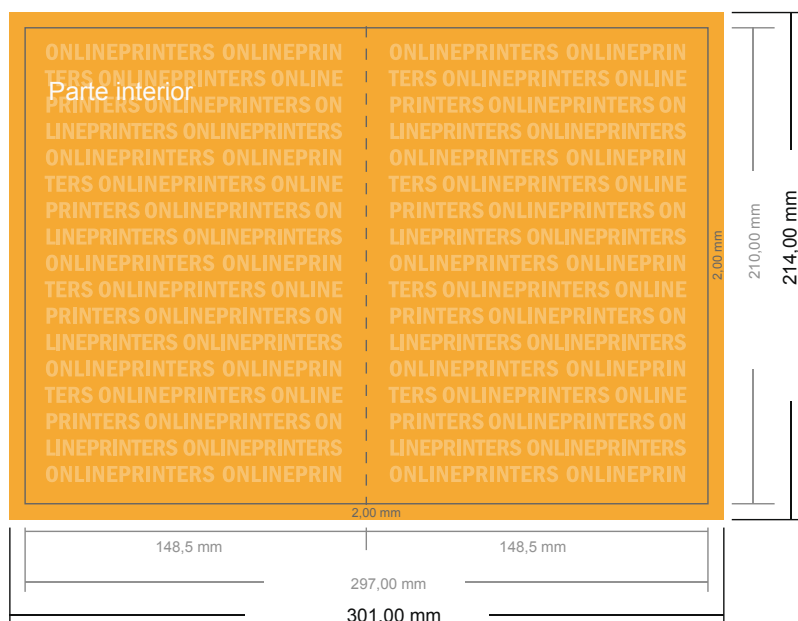 ONLINEPRINTERS ONLINEPRIN ONLINEPRINTERS ONLINEPRIN
TERS ONLINEPRINTERS ONLINE TERS ONLINEPRINTERS ONLINE
Parte interior
PRINTERS ONLINEPRINTERS ON PRINTERS ONLINEPRINTERS ON
LINEPRINTERS ONLINEPRINTERS LINEPRINTERS ONLINEPRINTERS
ONLINEPRINTERS ONLINEPRIN ONLINEPRINTERS ONLINEPRIN
TERS ONLINEPRINTERS ONLINE TERS ONLINEPRINTERS ONLINE
PRINTERS ONLINEPRINTERS ON PRINTERS ONLINEPRINTERS ON
LINEPRINTERS ONLINEPRINTERS LINEPRINTERS ONLINEPRINTERS
ONLINEPRINTERS ONLINEPRIN ONLINEPRINTERS ONLINEPRIN
TERS ONLINEPRINTERS ONLINE TERS ONLINEPRINTERS ONLINE
PRINTERS ONLINEPRINTERS ON PRINTERS ONLINEPRINTERS ON
LINEPRINTERS ONLINEPRINTERS LINEPRINTERS ONLINEPRINTERS
ONLINEPRINTERS ONLINEPRIN ONLINEPRINTERS ONLINEPRIN
TERS ONLINEPRINTERS ONLINE TERS ONLINEPRINTERS ONLINE
PRINTERS ONLINEPRINTERS ON PRINTERS ONLINEPRINTERS ON
LINEPRINTERS ONLINEPRINTERS LINEPRINTERS ONLINEPRINTERS
ONLINEPRINTERS ONLINEPRIN ONLINEPRINTERS ONLINEPRIN
2,00 mm
210,00 mm
214,00 mm
2,00 mm
148,5 mm 148,5 mm
297,00 mm
301,00 mm